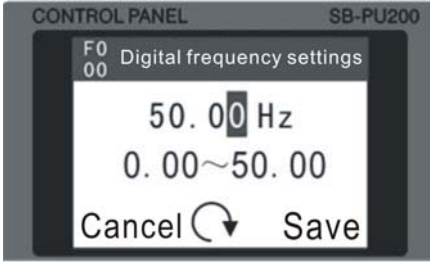 CONTROL PANEL SB-PU200
F0
00 Digital frequency settings
50.00 Hz
0.00~50.00
Cancel Save